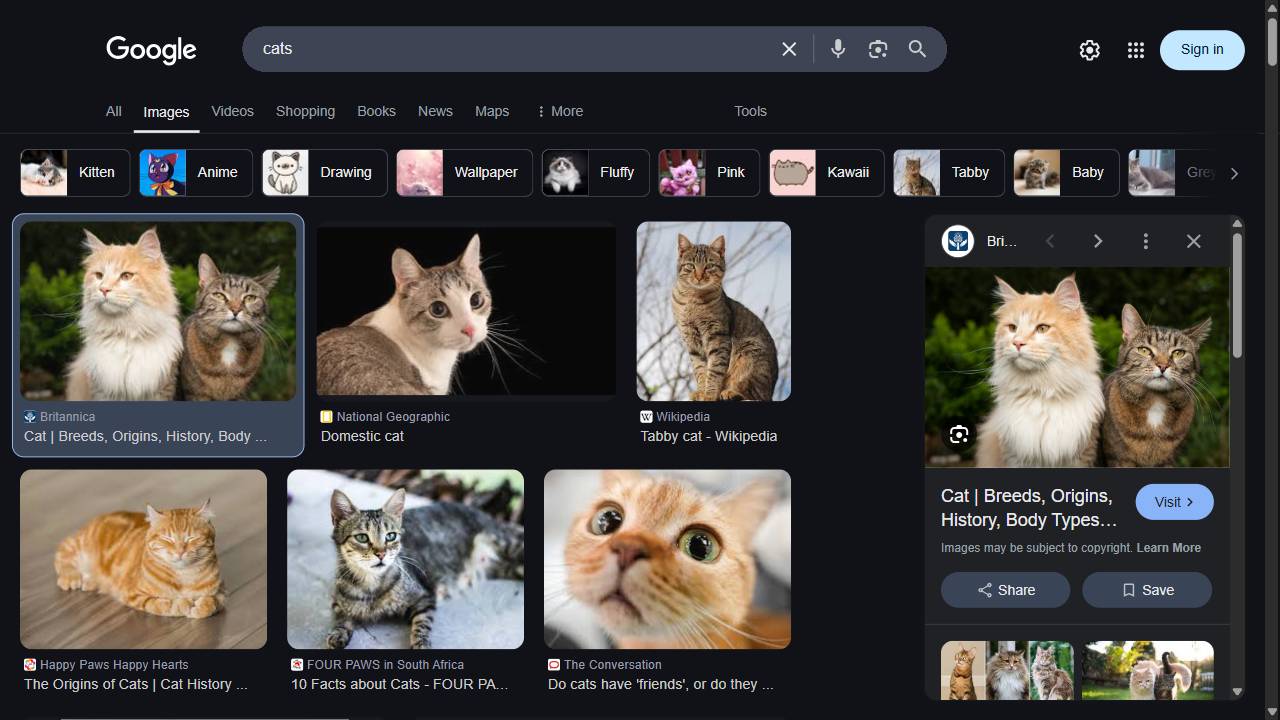 Google
cats
Sign in
All
Images
Videos
Shopping
Books
News
Maps
More
Tools
Kitten
Anime
Drawing
Wallpaper
Fluffy
Pink
Kawaii
Tabby
Baby
Grey
Britannica
Cat | Breeds, Origins, History, Body ...
National Geographic
Domestic cat
W Wikipedia
Tabby cat - Wikipedia
Happy Paws Happy Hearts
The Origins of Cats | Cat History ...
FOUR PAWS in South Africa
10 Facts about Cats - FOUR PA...
The Conversation
Do cats have 'friends', or do they ...
Bri...
Cat | Breeds, Origins,
History, Body Types...
Visit
Images may be subject to copyright. Learn More
Share
Save